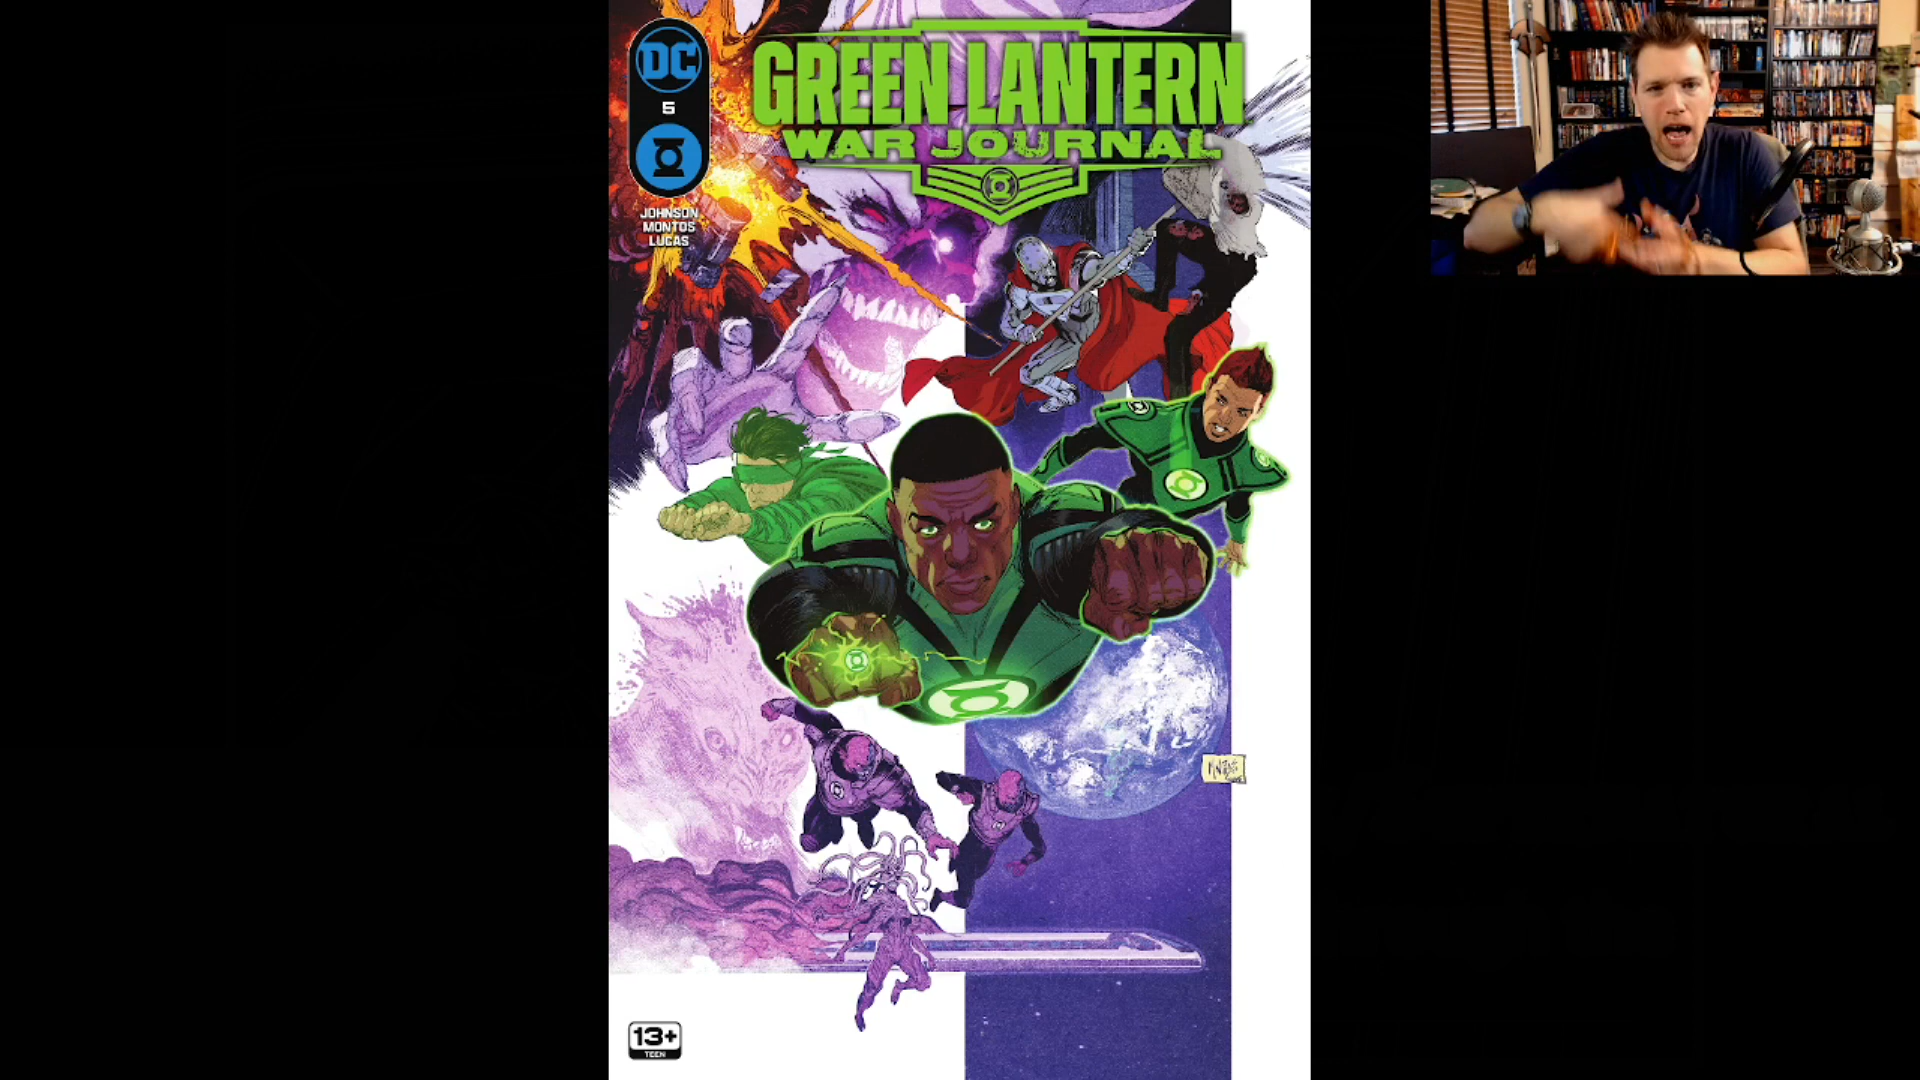 DC
5
JOHNSON
MONTOS
LUCAS
GREEN LANTERN
WAR JOURNAL
13+
TEEN